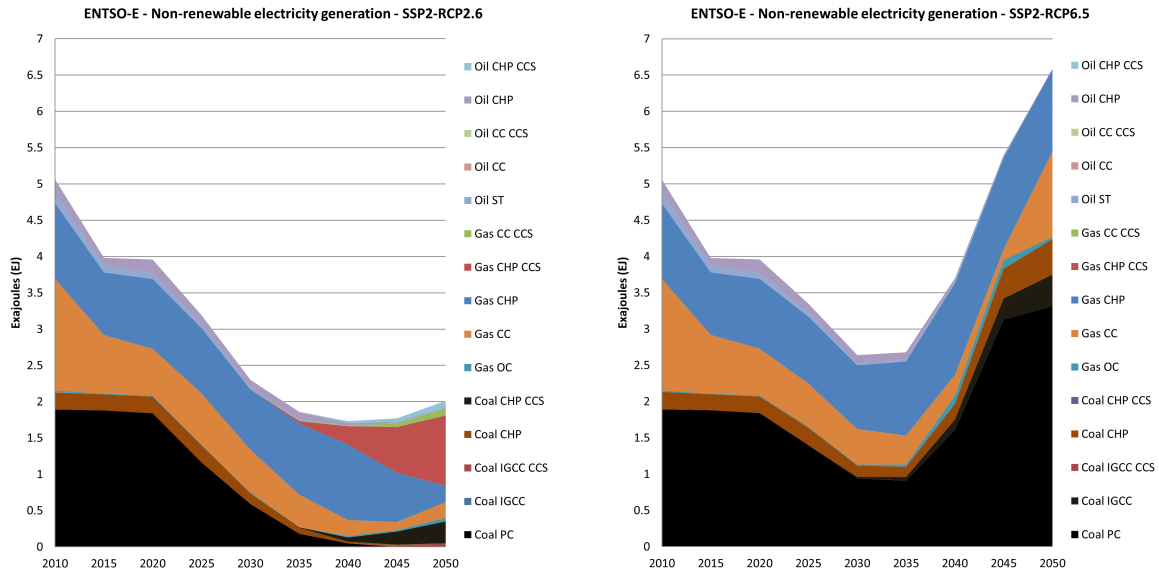 ENTSO-E - Non-renewable electricity generation - SSP2-RCP2.6
Exajoules (EJ)
7
6.5
6
5.5
5
4.5
4
3.5
3
2.5
2
1.5
1
0.5
0
2010 2015 2020 2025 2030 2035 2040 2045 2050
Oil CHP CCS
Oil CHP
Oil CC CCS
Oil CC
Oil ST
Gas CC CCS
Gas CHP CCS
Gas CHP
Gas CC
Gas OC
Coal CHP CCS
Coal CHP
Coal IGCC CCS
Coal IGCC
Coal PC
ENTSO-E - Non-renewable electricity generation - SSP2-RCP6.5
Exajoules (EJ)
7
6.5
6
5.5
5
4.5
4
3.5
3
2.5
2
1.5
1
0.5
0
2010 2015 2020 2025 2030 2035 2040 2045 2050
Oil CHP CCS
Oil CHP
Oil CC CCS
Oil CC
Oil ST
Gas CC CCS
Gas CHP CCS
Gas CHP
Gas CC
Gas OC
Coal CHP CCS
Coal CHP
Coal IGCC CCS
Coal IGCC
Coal PC